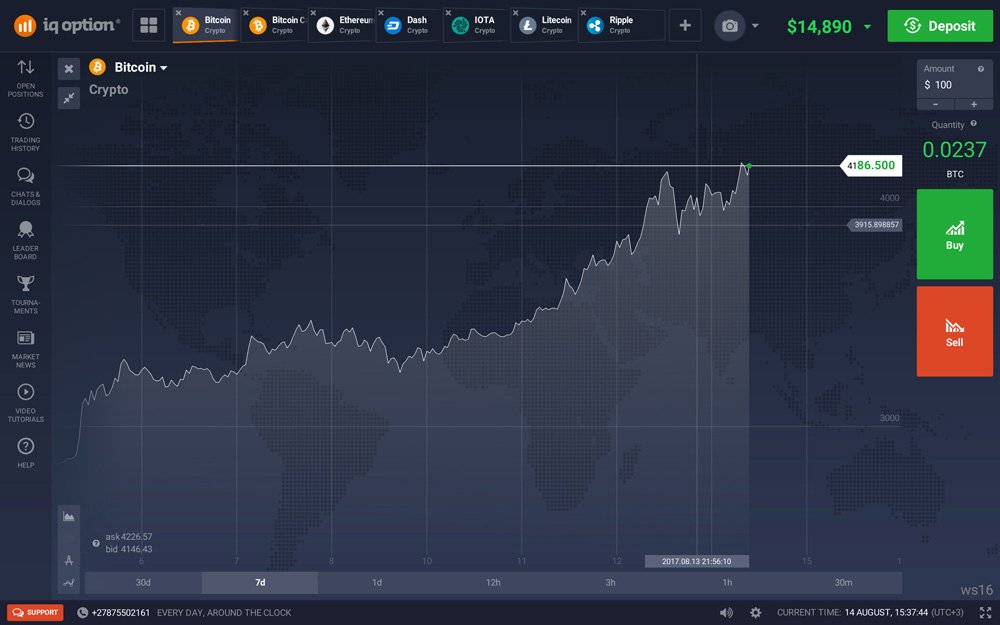 iq option®
Bitcoin
Crypto
Bitcoin C
Crypto
Ethereum
Crypto
Dash
Crypto
IOTA
Crypto
Litecoin
Crypto
Ripple
Crypto
$14,890
Deposit
OPEN
POSITIONS
TRADING
HISTORY
CHATS &
DIALOGS
LEADER
BOARD
TOURNA-
MENTS
MARKET
NEWS
VIDEO
TUTORIALS
HELP
Bitcoin
Crypto
Amount
$ 100
Quantity
0.0237
BTC
Buy
Sell
4186.500
4000
3915.898857
3000
ask 4226.57
bid 4146.43
6 7 8 10 11 12 2017.08.13 21:56:10 15 1
30d 7d 1d 12h 3h 1h 30m
ws16
SUPPORT +27875502161 EVERY DAY, AROUND THE CLOCK
CURRENT TIME: 14 AUGUST, 15:37:44 (UTC+3)